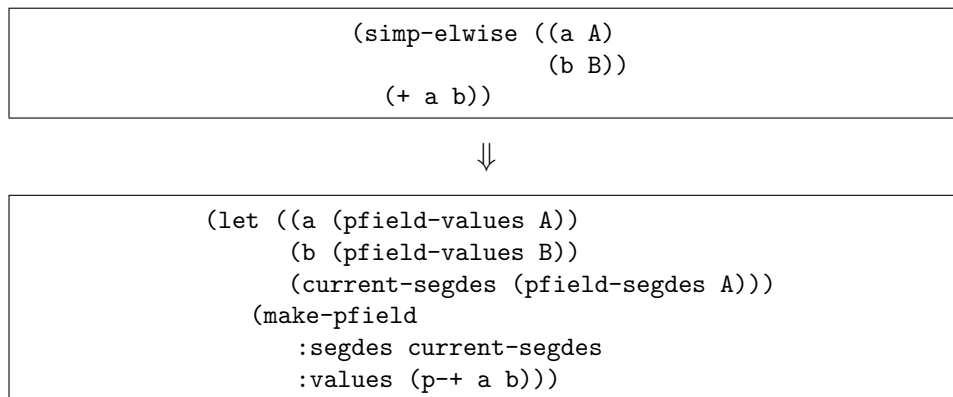 (simp-elwise ((a A)
(b B))
(+ a b))
⇓
(let ((a (pfield-values A))
(b (pfield-values B))
(current-segdes (pfield-segdes A)))
(make-pfield
:segdes current-segdes
:values (p-+ a b)))